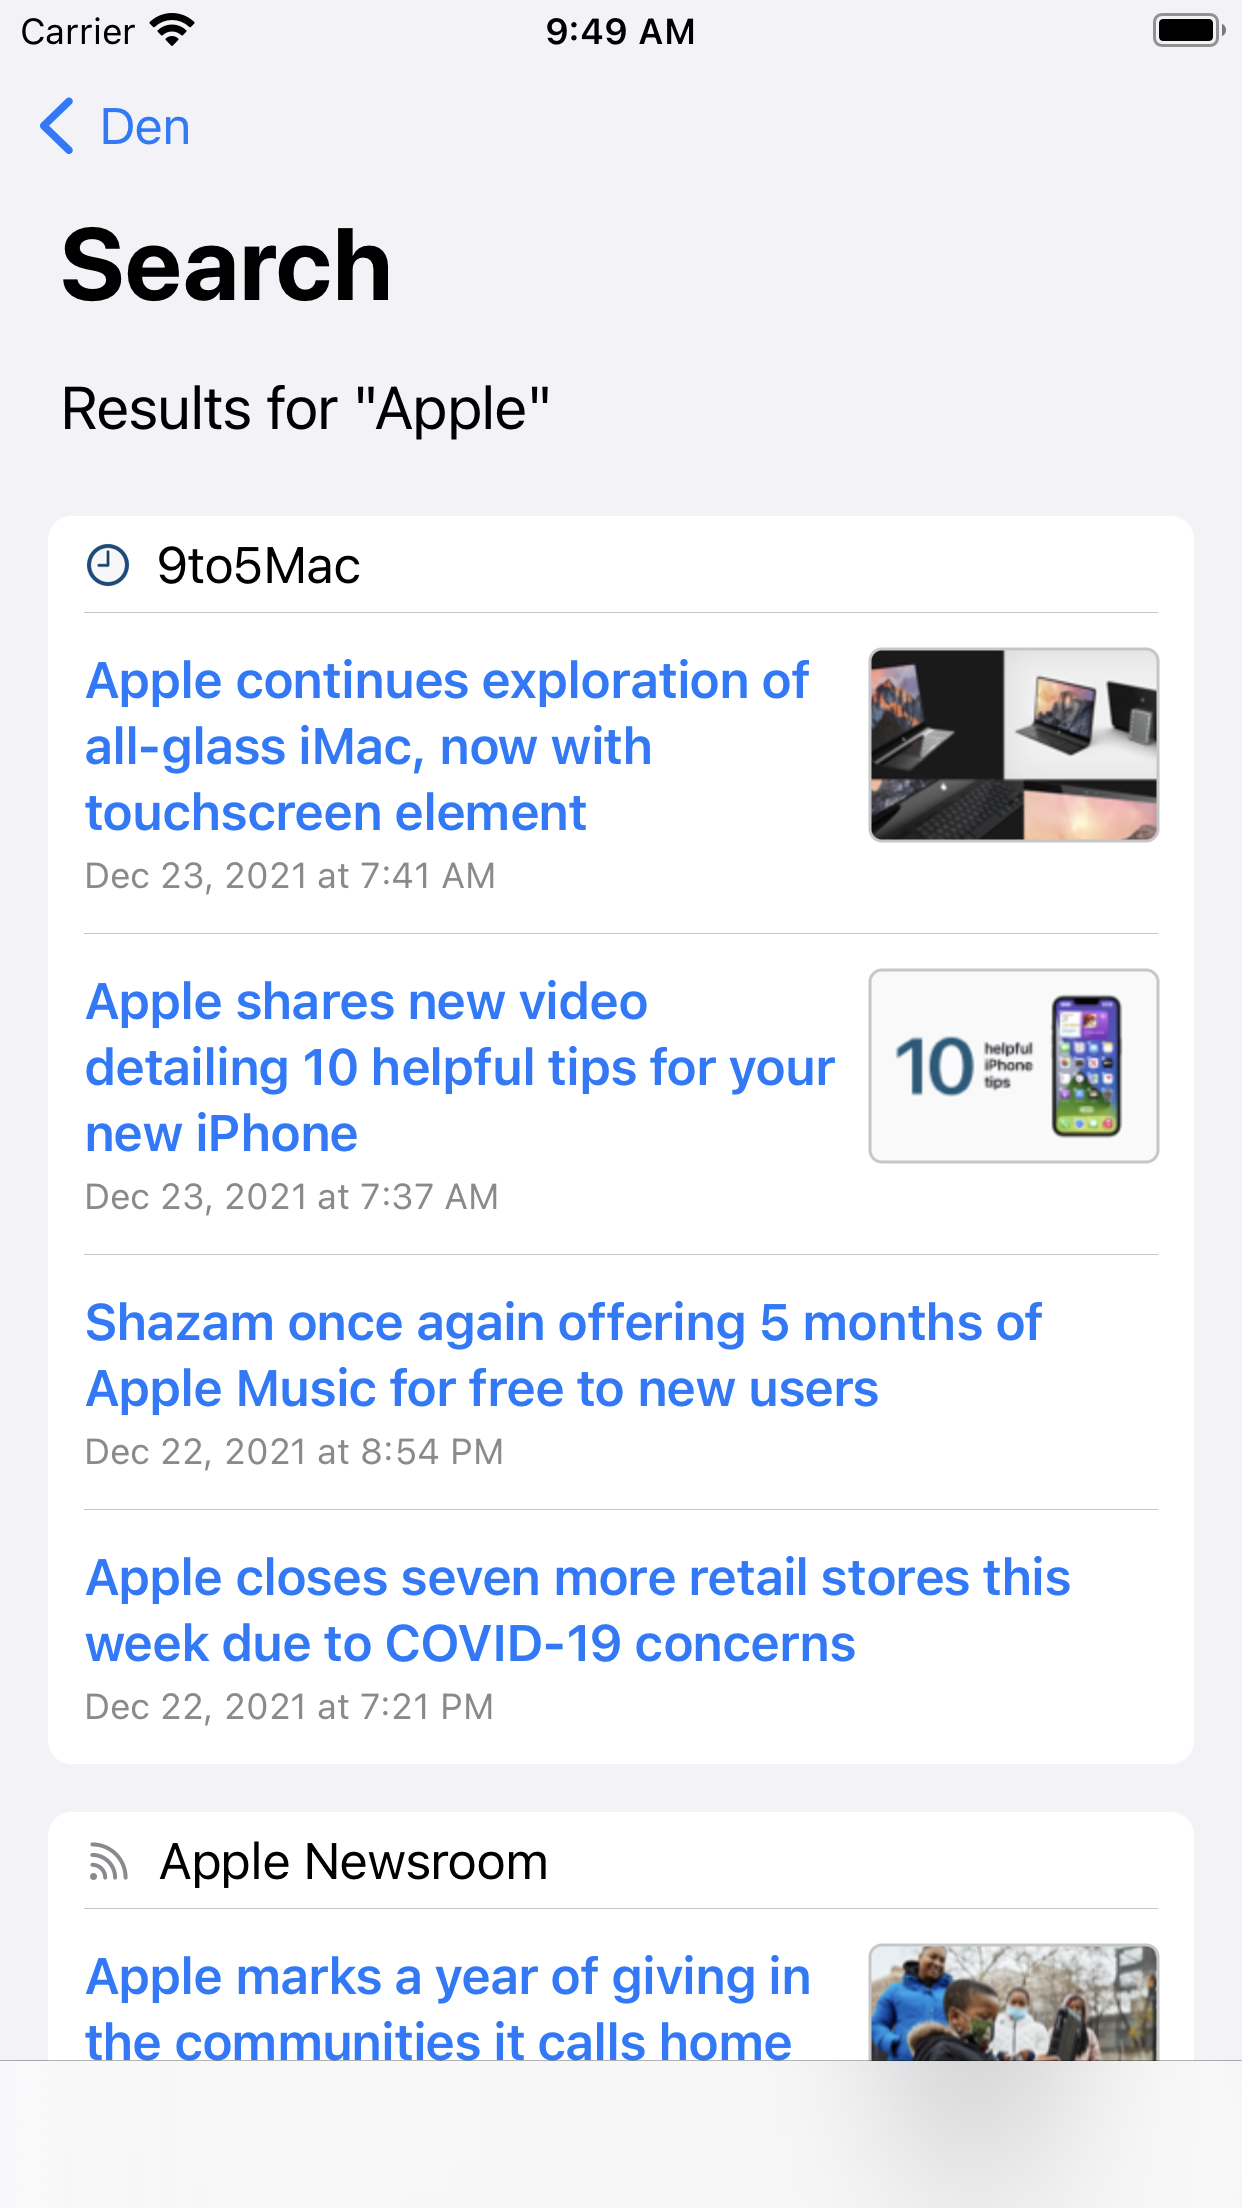 Carrier 9:49 AM
Den
Search
Results for "Apple"
9to5Mac
Apple continues exploration of
all-glass iMac, now with
touchscreen element
Dec 23, 2021 at 7:41 AM
Apple shares new video
detailing 10 helpful tips for your
new iPhone
Dec 23, 2021 at 7:37 AM
10 helpful
iPhone
tips
Shazam once again offering 5 months of
Apple Music for free to new users
Dec 22, 2021 at 8:54 PM
Apple closes seven more retail stores this
week due to COVID-19 concerns
Dec 22, 2021 at 7:21 PM
Apple Newsroom
Apple marks a year of giving in
the communities it calls home